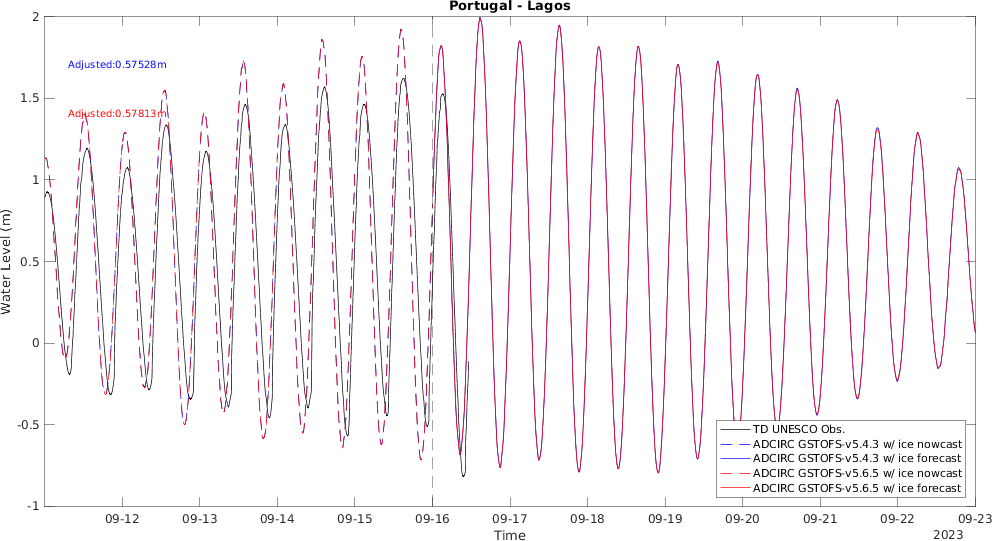 Portugal - Lagos
2
1.5
1
0.5
0
-0.5
-1
Water Level (m)
Adjusted:0.57528m
Adjusted:0.57813m
TD UNESCO Obs.
ADCIRC GSTOFS-v5.4.3 w/ ice nowcast
ADCIRC GSTOFS-v5.4.3 w/ ice forecast
ADCIRC GSTOFS-v5.6.5 w/ ice nowcast
ADCIRC GSTOFS-v5.6.5 w/ ice forecast
09-12 09-13 09-14 09-15 09-16 09-17 09-18 09-19 09-20 09-21 09-22 09-23
Time
2023